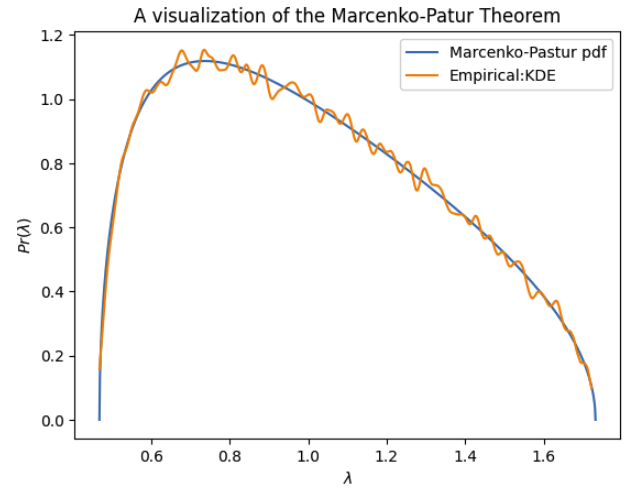 A visualization of the Marcenko-Patur Theorem
Marcenko-Pastur pdf
Empirical:KDE
1.2
1.0
0.8
0.6
0.4
0.2
0.0
Pr(λ)
0.6 0.8 1.0 1.2 1.4 1.6
λ